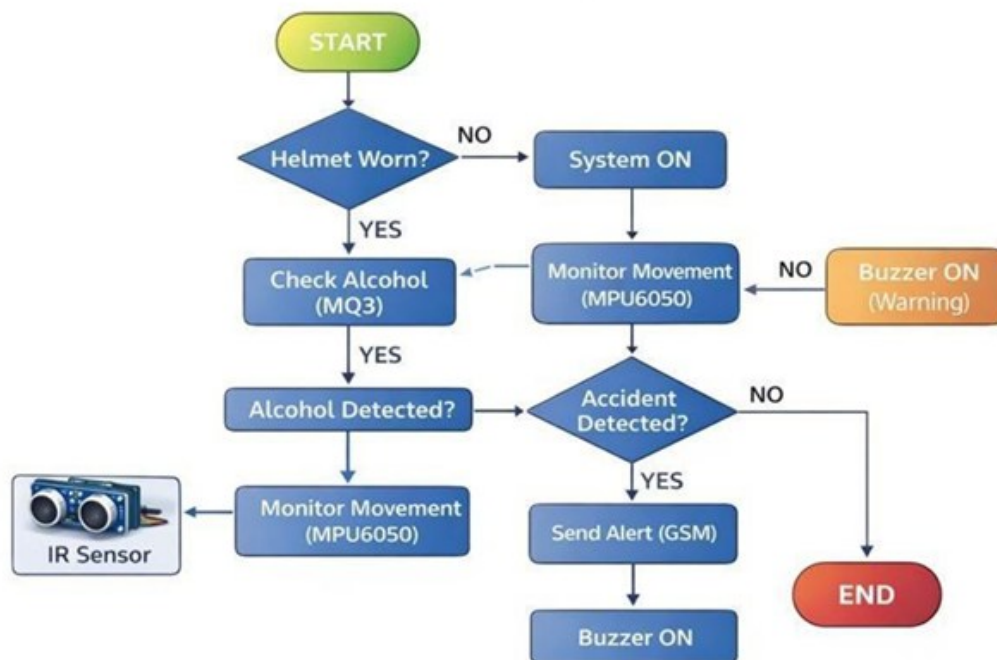 START
Helmet Worn?
NO
System ON
YES
Check Alcohol
(MQ3)
Monitor Movement
(MPU6050)
NO
Buzzer ON
(Warning)
YES
Alcohol Detected?
Accident
Detected?
NO
YES
Monitor Movement
(MPU6050)
IR Sensor
Send Alert (GSM)
END
Buzzer ON